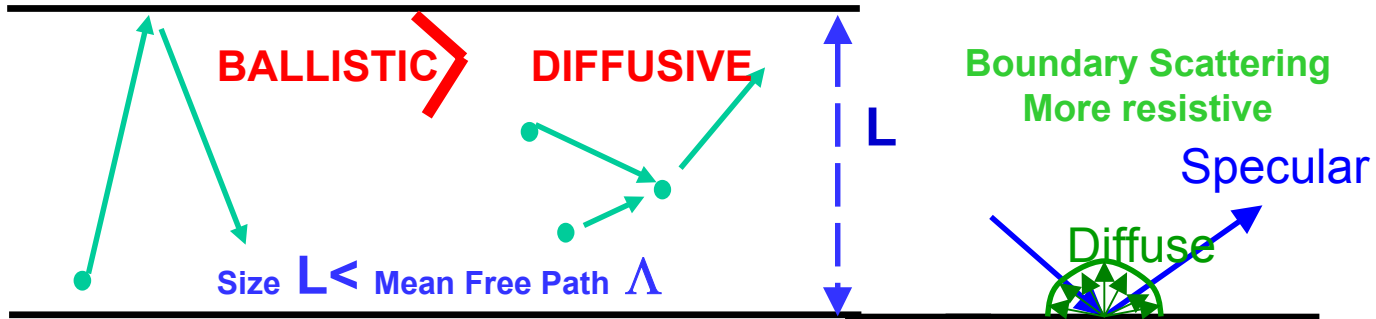 BALLISTIC > DIFFUSIVE
Size L< Mean Free Path Λ
L
Boundary Scattering
More resistive
Specular
Diffuse